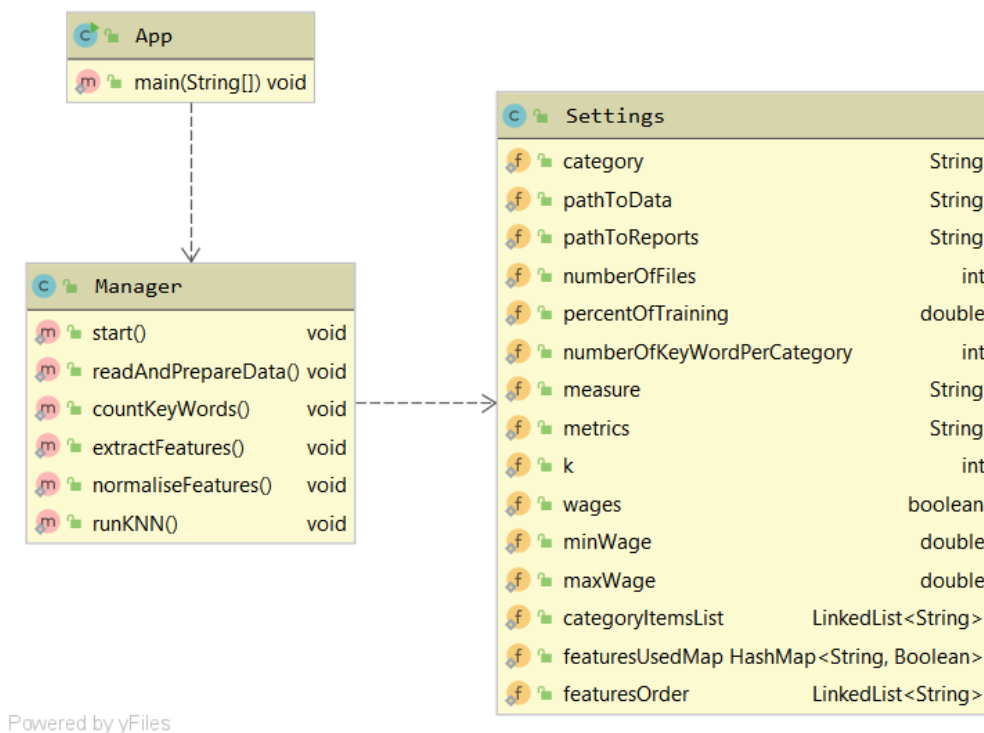 App
main(String[]) void
Manager
start() void
readAndPrepareData() void
countKeyWords() void
extractFeatures() void
normaliseFeatures() void
runKNN() void
Settings
category String
pathToData String
pathToReports String
numberOfFiles int
percentOfTraining double
numberOfKeyWordPerCategory int
measure String
metrics String
k int
wages boolean
minWage double
maxWage double
categoryItemsList LinkedList<String>
featuresUsedMap HashMap<String, Boolean>
featuresOrder LinkedList<String>
Powered by yFiles